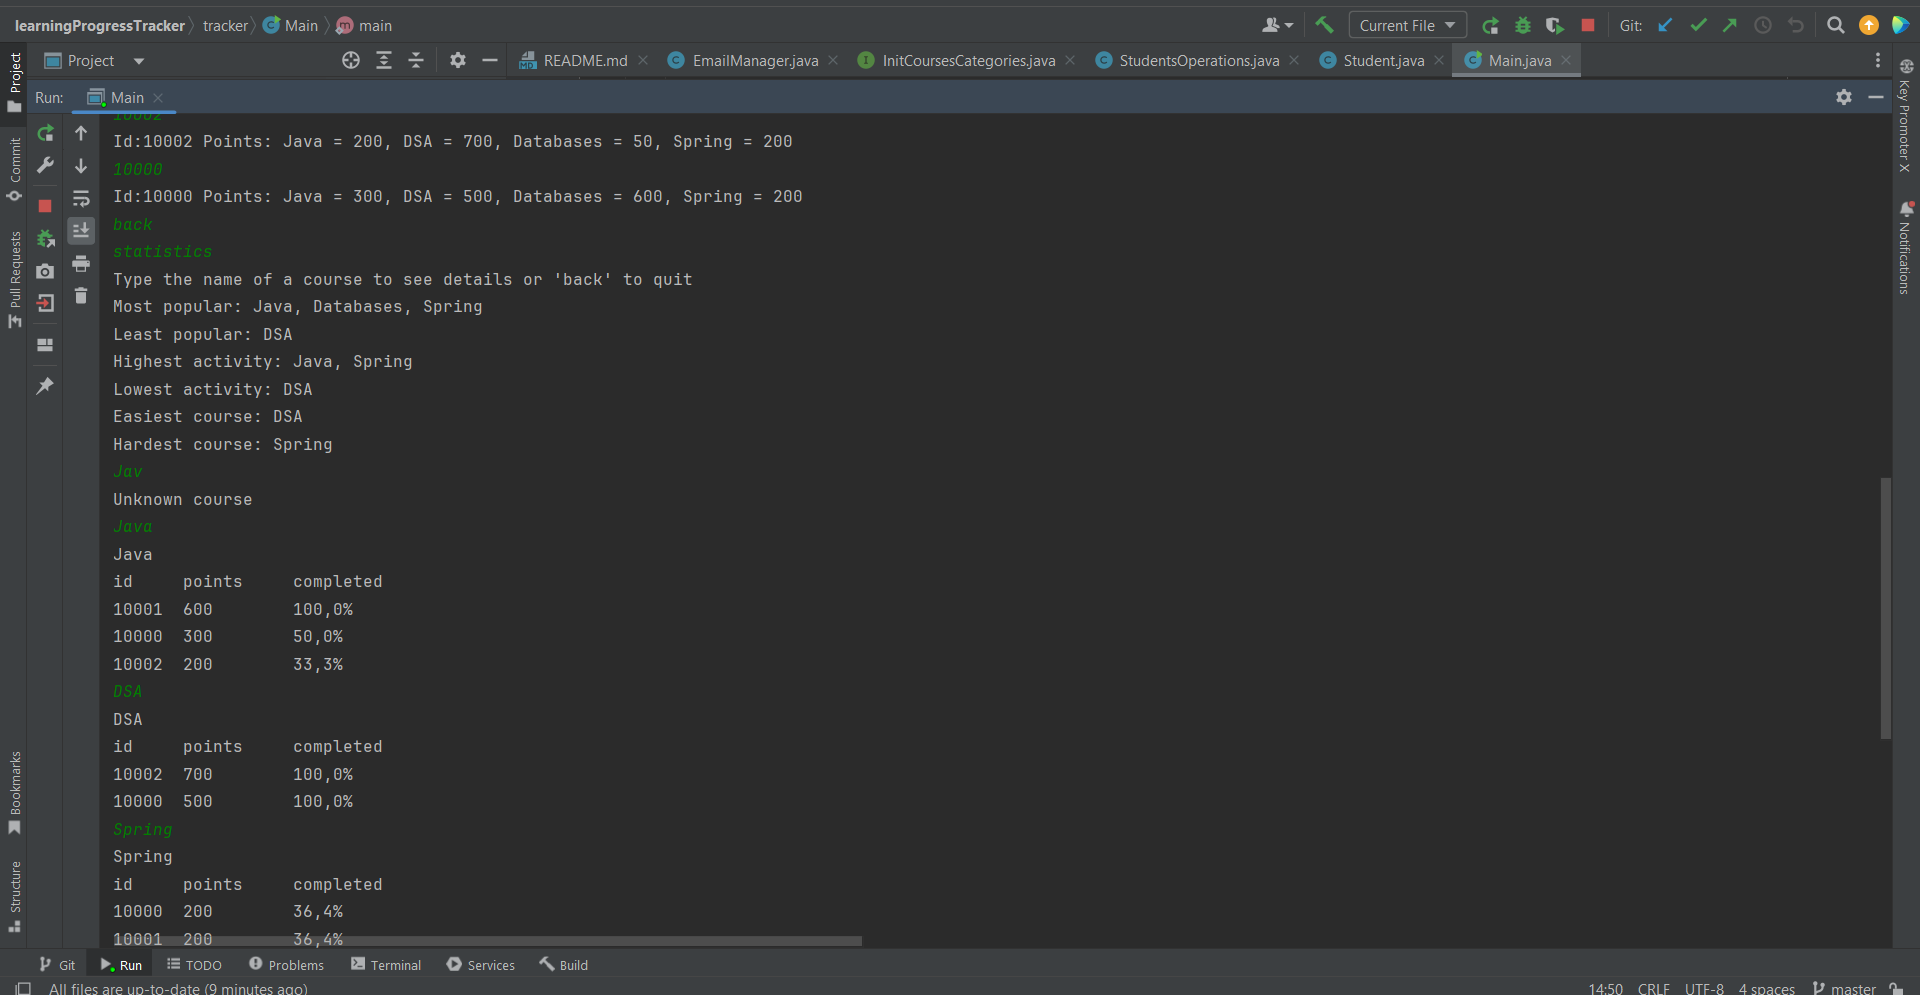 learningProgressTracker tracker Main main Current File Git:
Project README.md EmailManager.java InitCoursesCategories.java StudentsOperations.java Student.java Main.java
Run: Main
10002
Id:10002 Points: Java = 200, DSA = 700, Databases = 50, Spring = 200
10000
Id:10000 Points: Java = 300, DSA = 500, Databases = 600, Spring = 200
back
statistics
Type the name of a course to see details or 'back' to quit
Most popular: Java, Databases, Spring
Least popular: DSA
Highest activity: Java, Spring
Lowest activity: DSA
Easiest course: DSA
Hardest course: Spring
Jav
Unknown course
Java
Java
id points completed
10001 600 100,0%
10000 300 50,0%
10002 200 33,3%
DSA
DSA
id points completed
10002 700 100,0%
10000 500 100,0%
Spring
Spring
id points completed
10000 200 36,4%
10001 200 36,4%
Project
Commit
Pull Requests
Bookmarks
Structure
Key Promoter X
Notifications
Git Run TODO Problems Terminal Services Build
All files are up-to-date (9 minutes ago) 14:50 CRLF UTF-8 4 spaces master